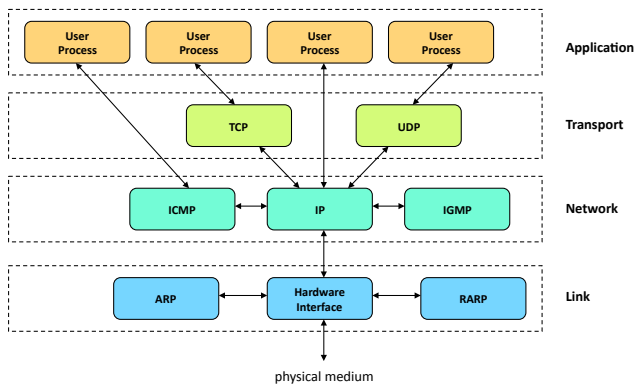 User
Process
User
Process
User
Process
User
Process
Application
TCP
UDP
Transport
ICMP
IP
IGMP
Network
ARP
Hardware
Interface
RARP
Link
physical medium